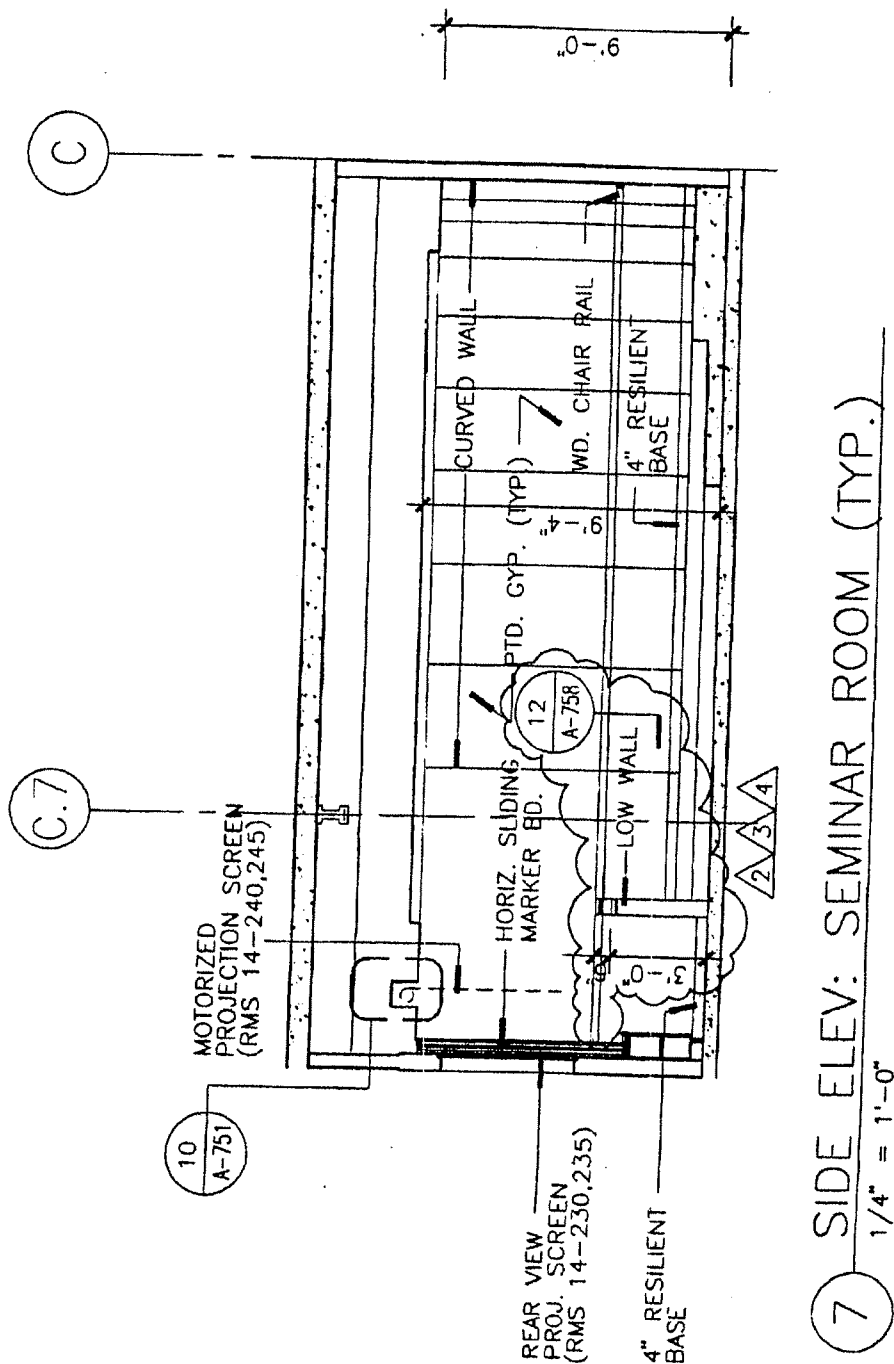 C
C.7
9'-0"
MOTORIZED
PROJECTION SCREEN
(RMS 14-240,245)
10
A-751
CURVED WALL
HORIZ. SLIDING
MARKER BD.
PTD. GYP. (TYP.)
9'-4"
WD. CHAIR RAIL
12
A-758
LOW WALL
4" RESILIENT
BASE
3'-0"
REAR VIEW
PROJ. SCREEN
(RMS 14-230,235)
4" RESILIENT
BASE
2 3 4
7 SIDE ELEV: SEMINAR ROOM (TYP.)
1/4" = 1'-0"